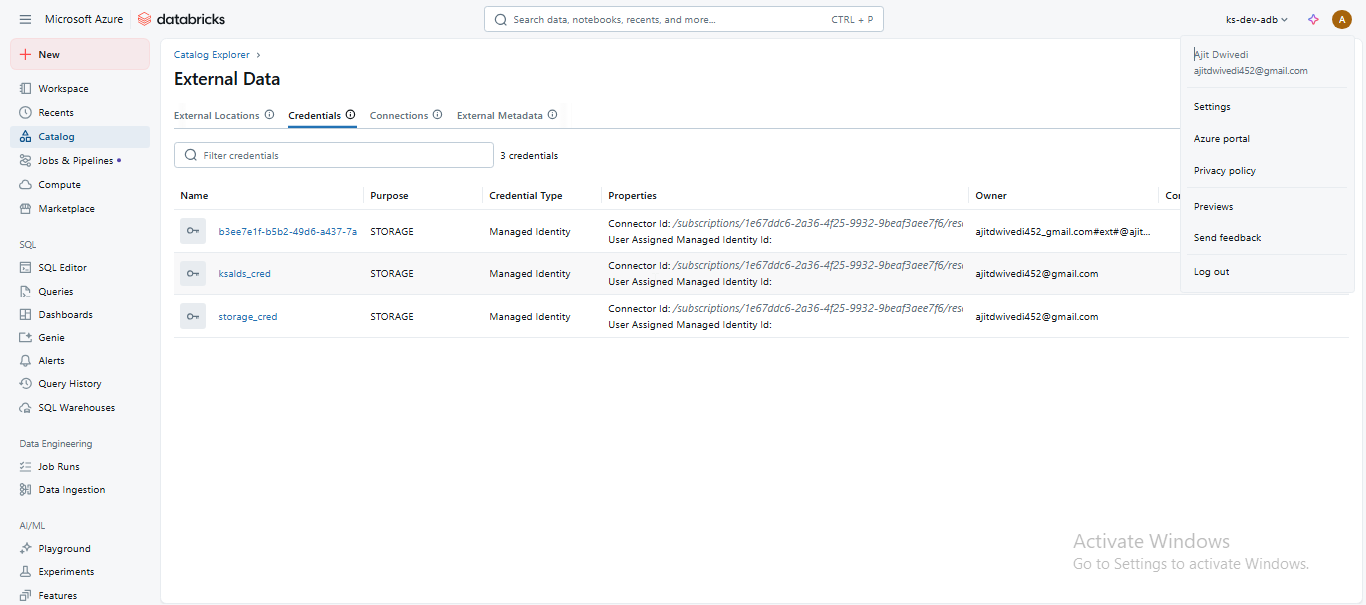 Microsoft Azure databricks
Search data, notebooks, recents, and more... CTRL + P
ks-dev-adb
A
New
Workspace
Recents
Catalog
Jobs & Pipelines
Compute
Marketplace
SQL
SQL Editor
Queries
Dashboards
Genie
Alerts
Query History
SQL Warehouses
Data Engineering
Job Runs
Data Ingestion
AI/ML
Playground
Experiments
Features
Catalog Explorer ›
External Data
External Locations Credentials Connections External Metadata
Filter credentials 3 credentials
Name Purpose Credential Type Properties Owner
b3ee7e1f-b5b2-49d6-a437-7a STORAGE Managed Identity Connector Id: /subscriptions/1e67ddc6-2a36-4f25-9932-9beaf3aee7f6/res ajitdwivedi452_gmail.com#ext#@ajit...
User Assigned Managed Identity Id:
ksalds_cred STORAGE Managed Identity Connector Id: /subscriptions/1e67ddc6-2a36-4f25-9932-9beaf3aee7f6/res ajitdwivedi452@gmail.com
User Assigned Managed Identity Id:
storage_cred STORAGE Managed Identity Connector Id: /subscriptions/1e67ddc6-2a36-4f25-9932-9beaf3aee7f6/res ajitdwivedi452@gmail.com
User Assigned Managed Identity Id:
Ajit Dwivedi
ajitdwivedi452@gmail.com
Settings
Azure portal
Privacy policy
Previews
Send feedback
Log out
Activate Windows
Go to Settings to activate Windows.